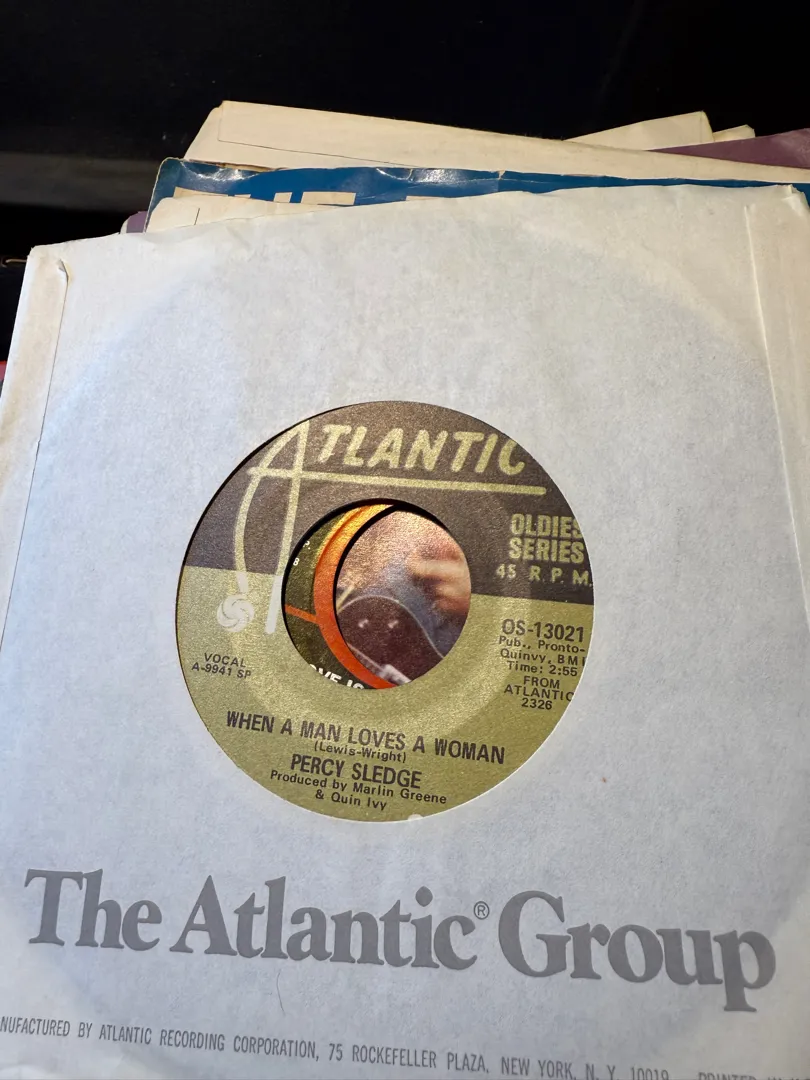 ATLANTIC
OLDIES
SERIES
45 R.P.M.
OS-13021
Pub., Pronto-
Quinvy, BMI
Time: 2:55
FROM
ATLANTIC
2326
VOCAL
A-9941 SP
WHEN A MAN LOVES A WOMAN
(Lewis-Wright)
PERCY SLEDGE
Produced by Marlin Greene
& Quin Ivy
The Atlantic® Group
NUFACTURED BY ATLANTIC RECORDING CORPORATION, 75 ROCKEFELLER PLAZA, NEW YORK, N. Y. 10019